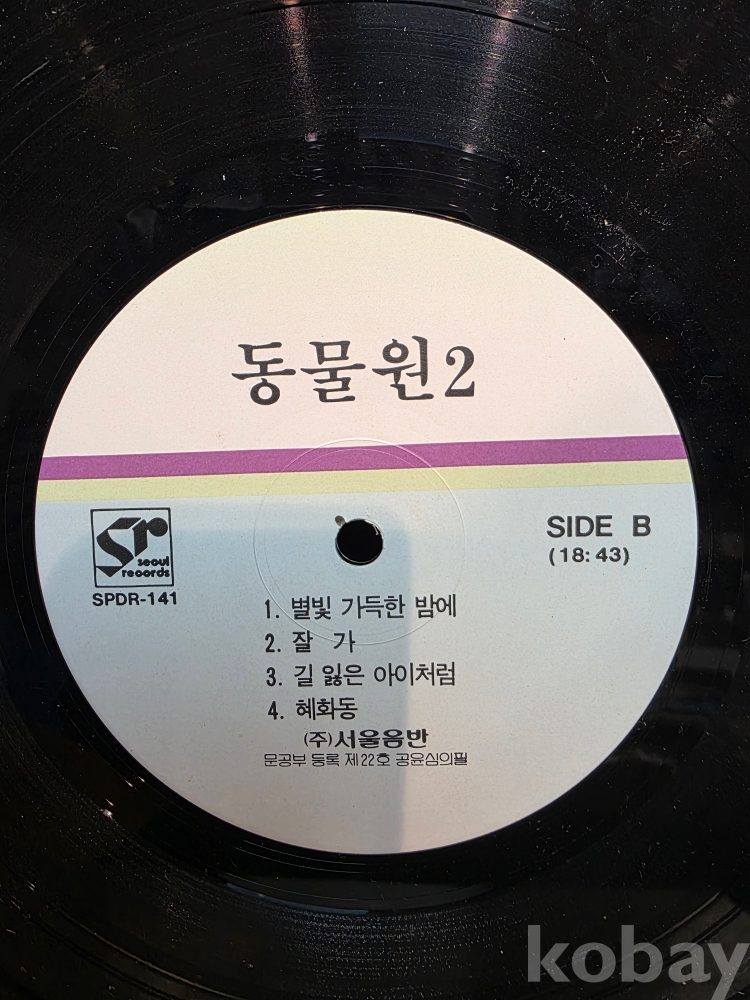 동물원2
sr
seoul
records
SPDR-141
SIDE B
(18:43)
1. 별빛 가득한 밤에
2. 잘 가
3. 길 잃은 아이처럼
4. 혜화동
(주)서울음반
문공부 등록 제22호 공윤심의필
kobay